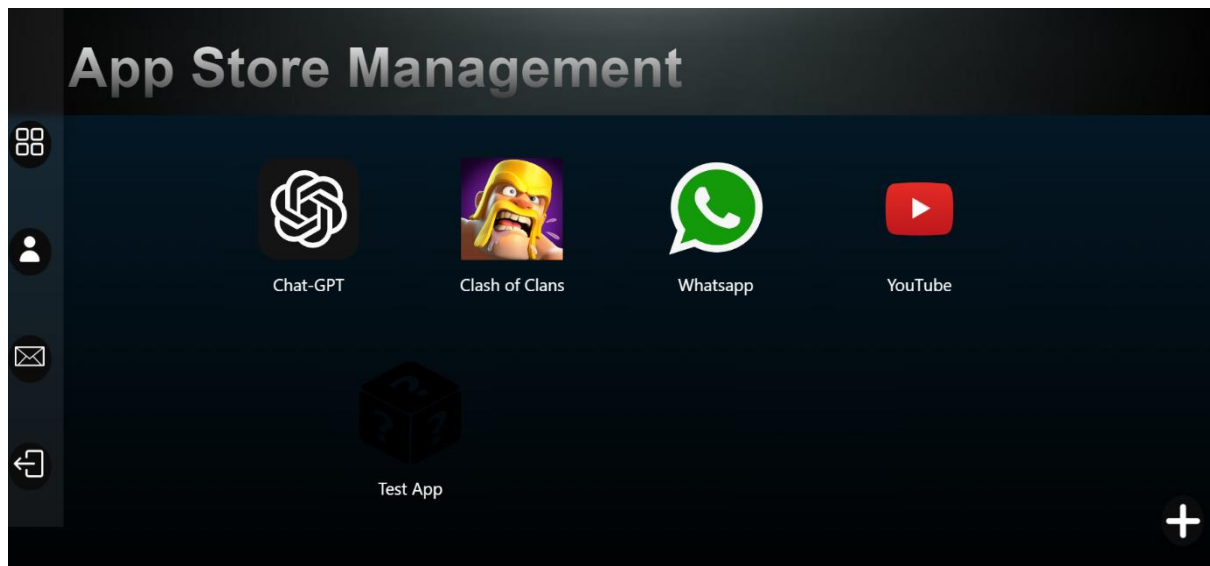 App Store Management
Chat-GPT
Clash of Clans
Whatsapp
YouTube
Test App